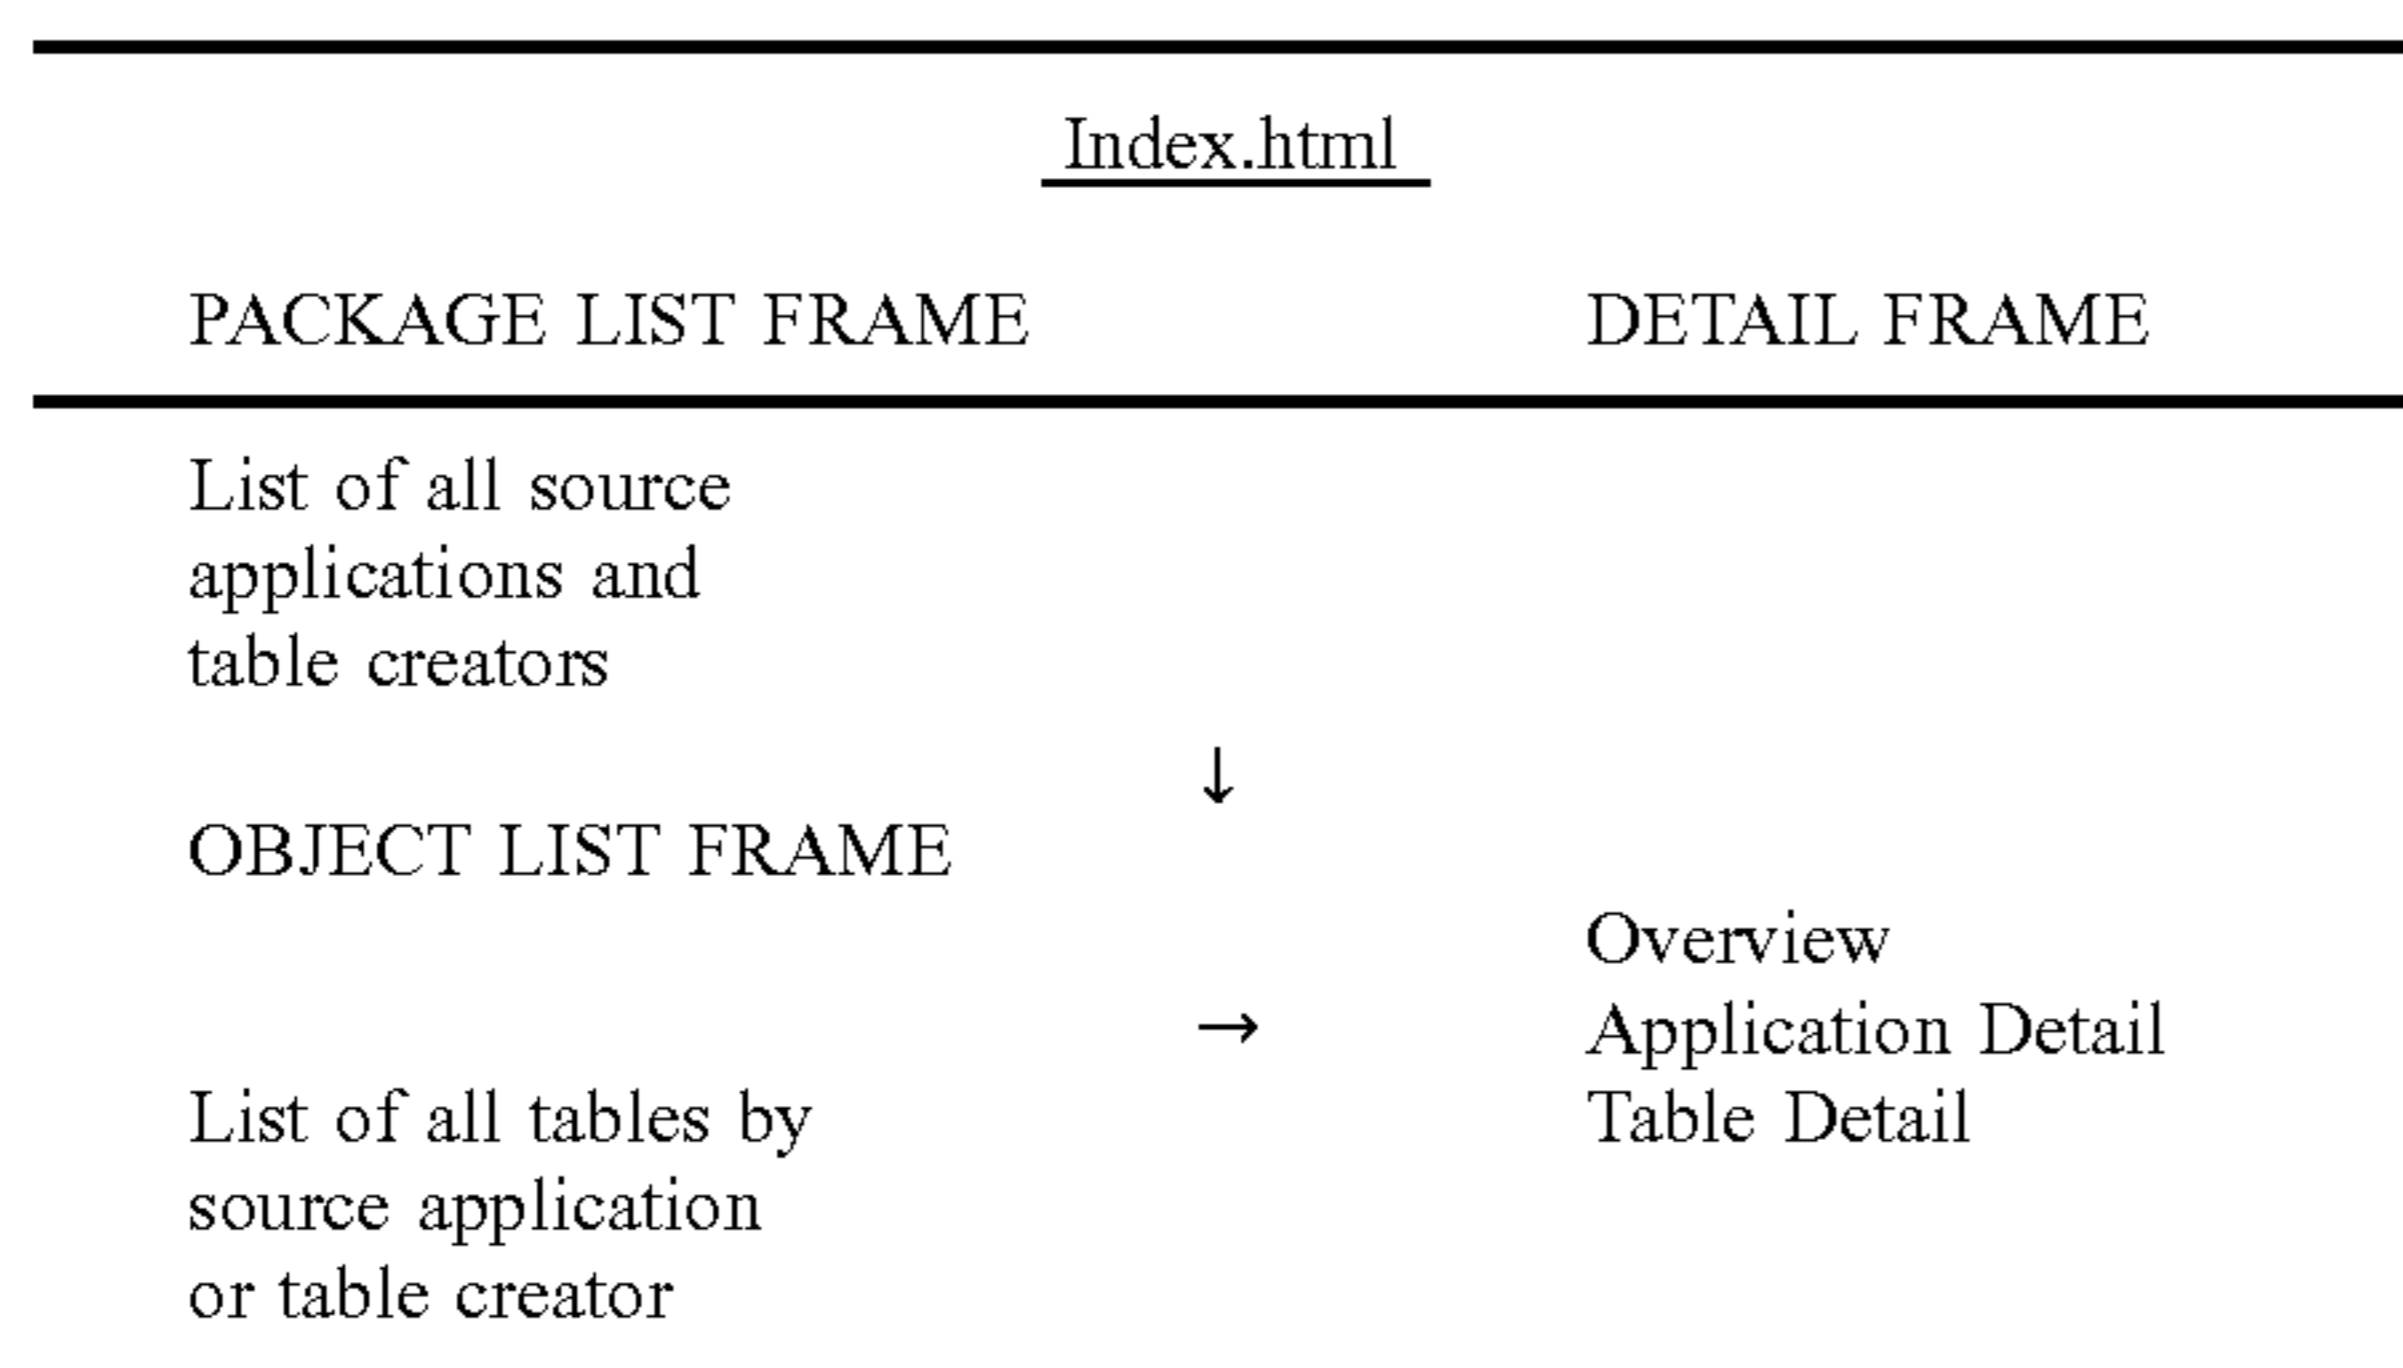 Index.html
PACKAGE LIST FRAME DETAIL FRAME
List of all source
applications and
table creators
↓
OBJECT LIST FRAME
Overview
→ Application Detail
List of all tables by Table Detail
source application
or table creator